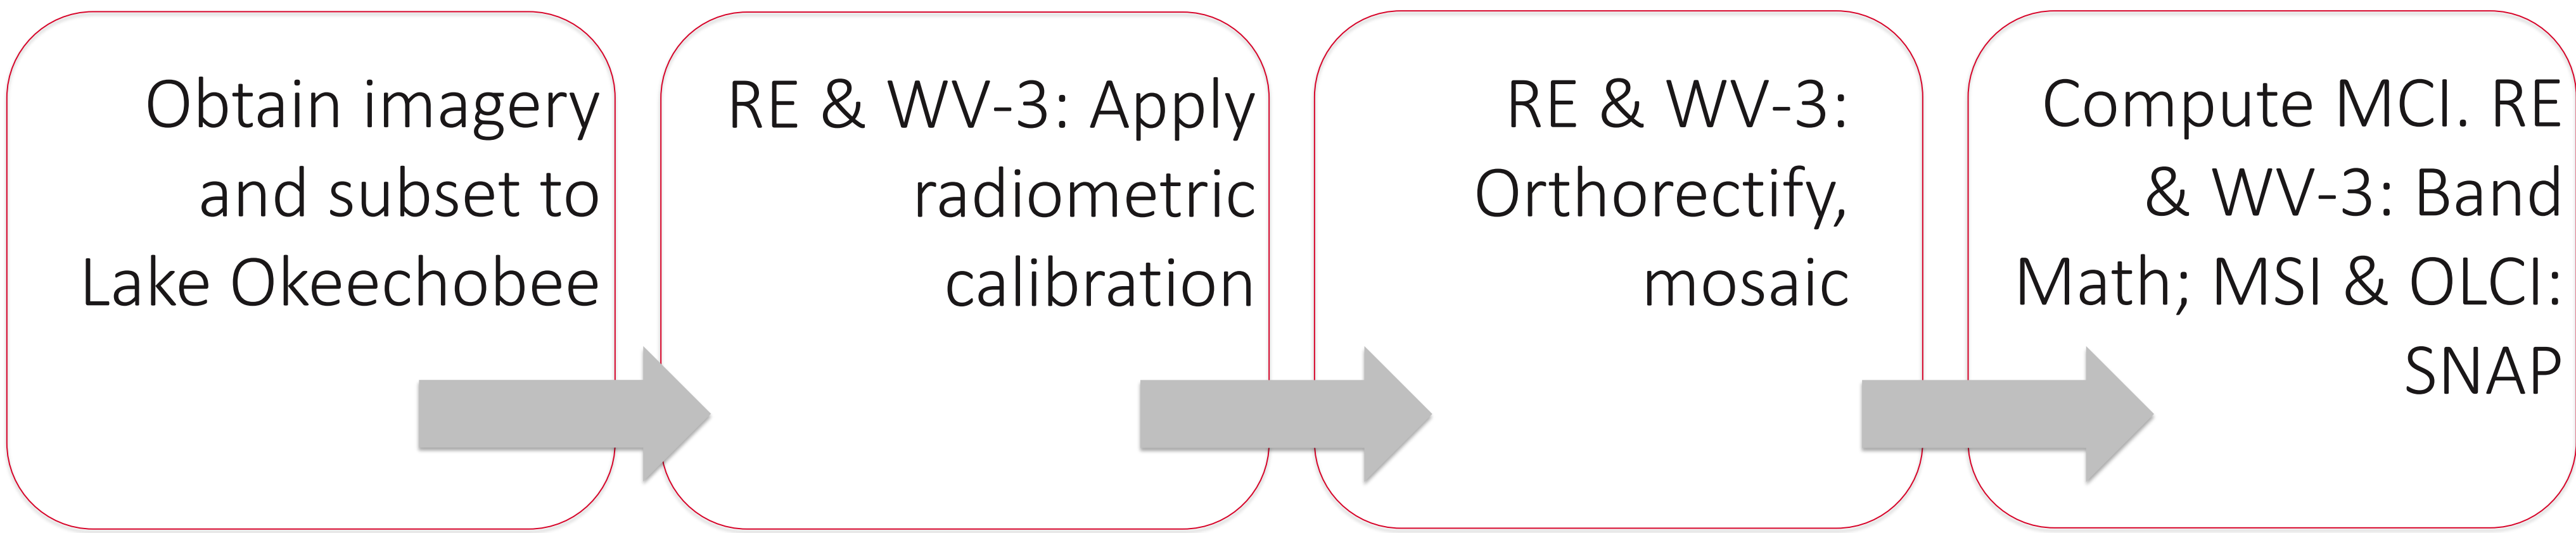 Obtain imagery
and subset to
Lake Okeechobee
RE & WV-3: Apply
radiometric
calibration
RE & WV-3:
Orthorectify,
mosaic
Compute MCI. RE
& WV-3: Band
Math; MSI & OLCI:
SNAP